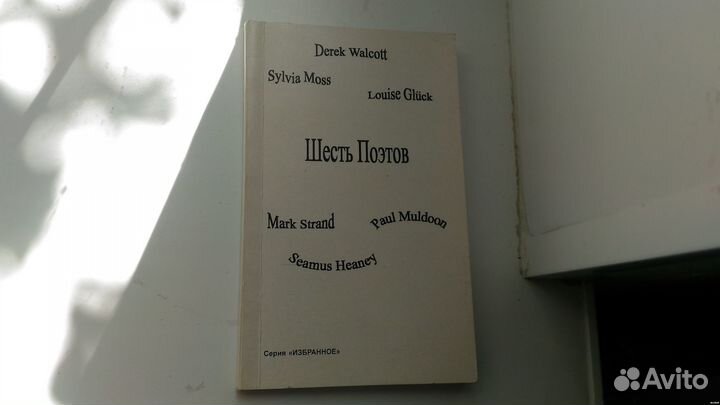 Derek Walcott
Sylvia Moss
Louise Glück
Шесть Поэтов
Mark Strand
Paul Muldoon
Seamus Heaney
Серия «ИЗБРАННОЕ»
Avito